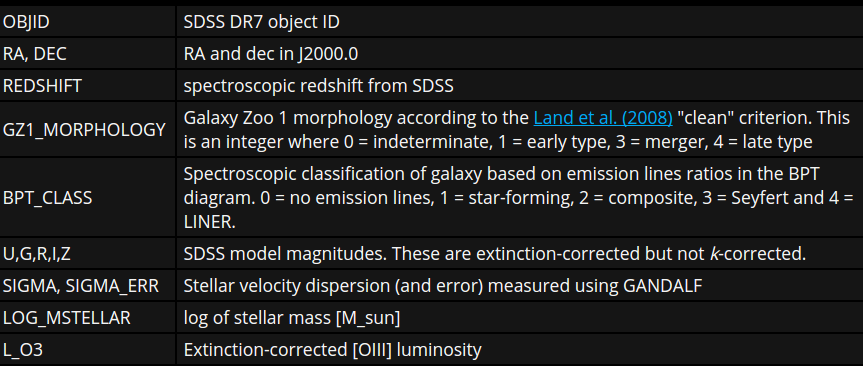 OBJID SDSS DR7 object ID
RA, DEC RA and dec in J2000.0
REDSHIFT spectroscopic redshift from SDSS
GZ1_MORPHOLOGY Galaxy Zoo 1 morphology according to the Land et al. (2008) "clean" criterion. This
is an integer where 0 = indeterminate, 1 = early type, 3 = merger, 4 = late type
BPT_CLASS Spectroscopic classification of galaxy based on emission lines ratios in the BPT
diagram. 0 = no emission lines, 1 = star-forming, 2 = composite, 3 = Seyfert and 4 =
LINER.
U,G,R,I,Z SDSS model magnitudes. These are extinction-corrected but not k-corrected.
SIGMA, SIGMA_ERR Stellar velocity dispersion (and error) measured using GANDALF
LOG_MSTELLAR log of stellar mass [M_sun]
L_O3 Extinction-corrected [OIII] luminosity